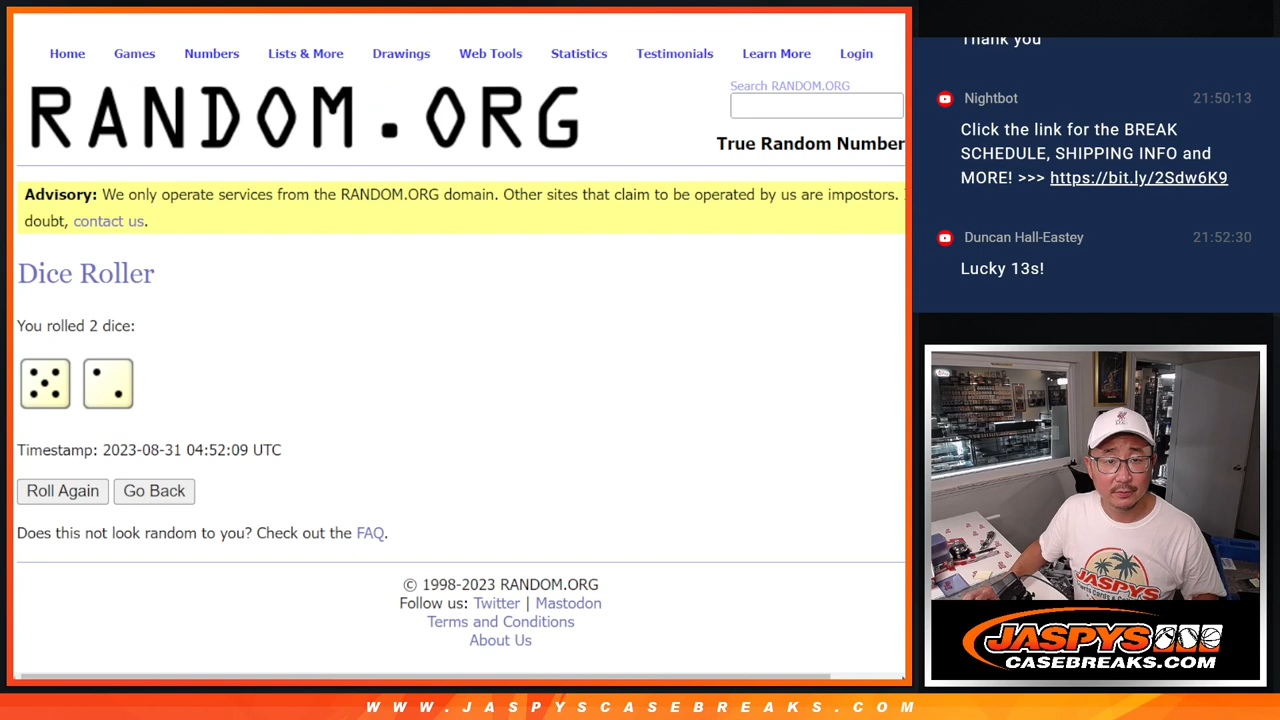 Home Games Numbers Lists & More Drawings Web Tools Statistics Testimonials Learn More Login
RANDOM.ORG
Search RANDOM.ORG
True Random Number
Advisory: We only operate services from the RANDOM.ORG domain. Other sites that claim to be operated by us are impostors.
doubt, contact us.
Dice Roller
You rolled 2 dice:
Timestamp: 2023-08-31 04:52:09 UTC
Roll Again Go Back
Does this not look random to you? Check out the FAQ.
© 1998-2023 RANDOM.ORG
Follow us: Twitter | Mastodon
Terms and Conditions
About Us
Thank you
Nightbot 21:50:13
Click the link for the BREAK
SCHEDULE, SHIPPING INFO and
MORE! >>> https://bit.ly/2Sdw6K9
Duncan Hall-Eastey 21:52:30
Lucky 13s!
JASPYS
JASPYS
CASEBREAKS.COM
WWW.JASPYSCASEBREAKS.COM